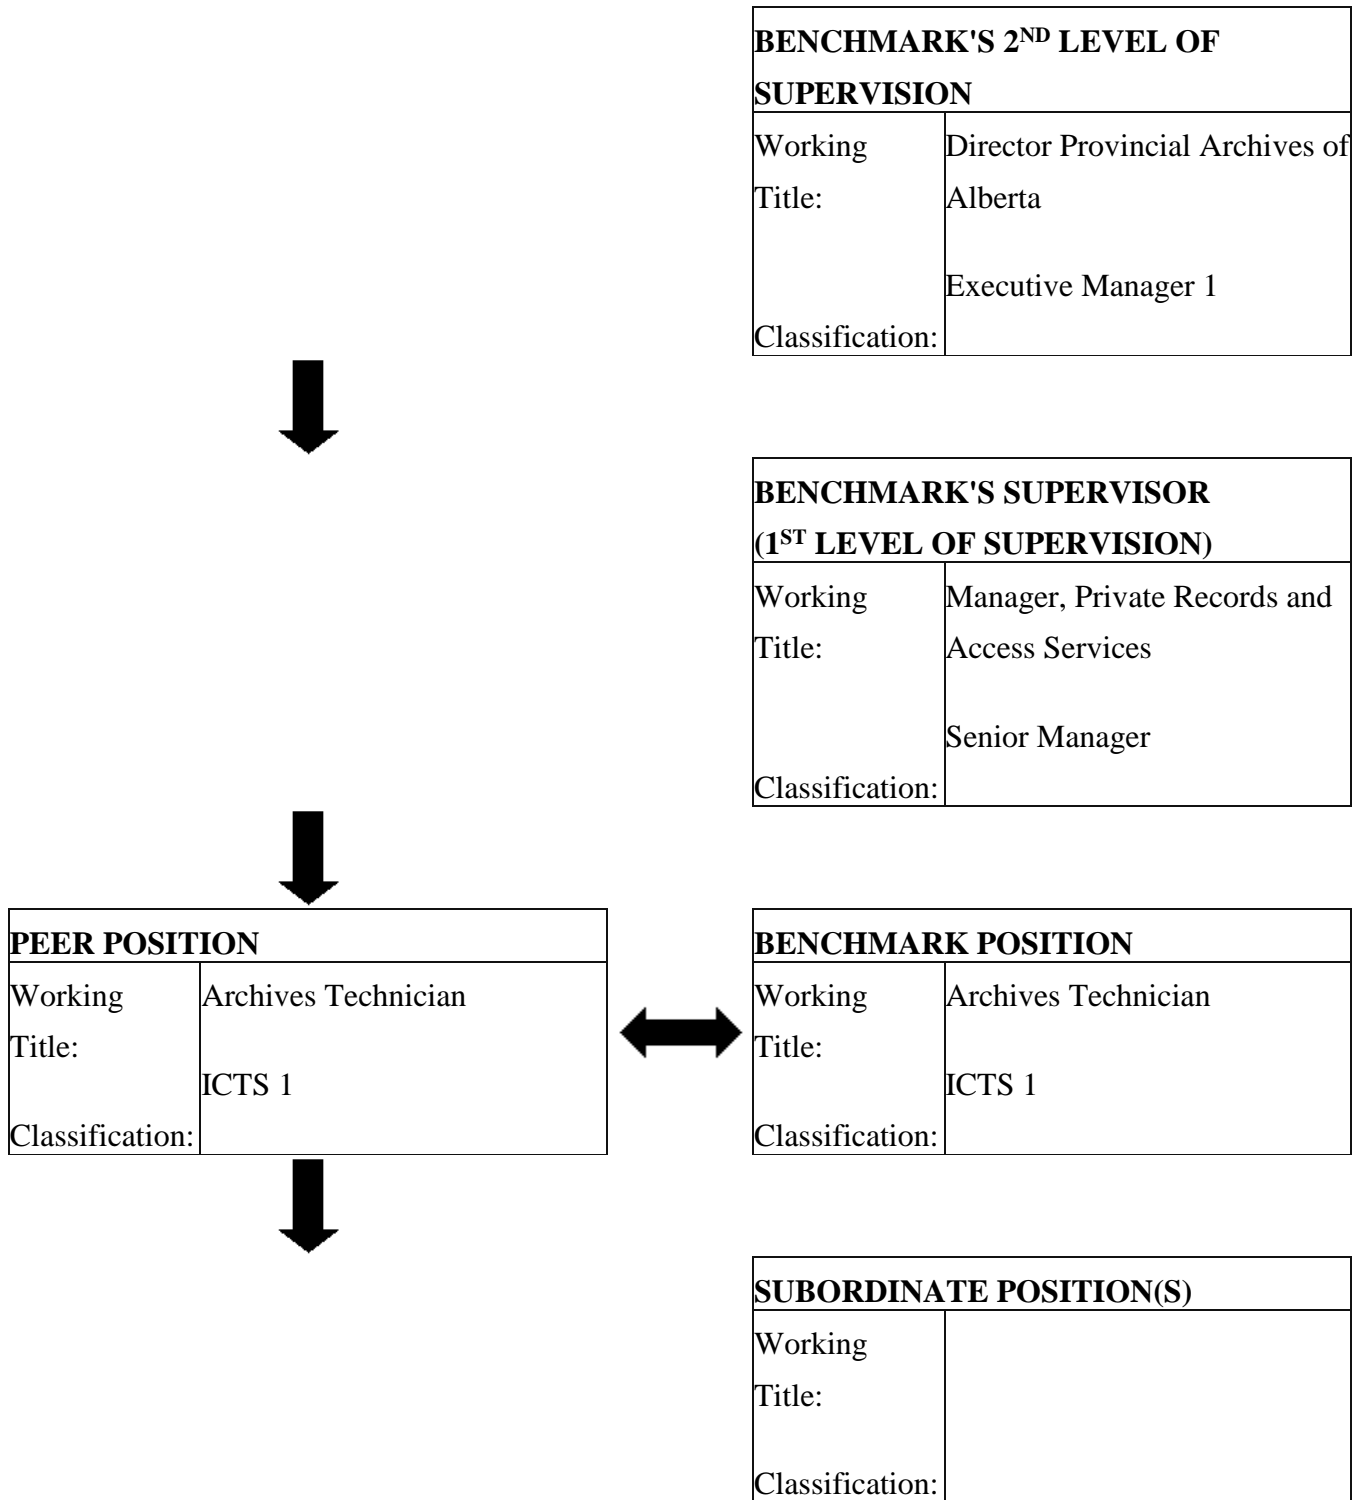 BENCHMARK'S 2ND LEVEL OF
SUPERVISION
Working Director Provincial Archives of
Title: Alberta
Executive Manager 1
Classification:
BENCHMARK'S SUPERVISOR
(1ST LEVEL OF SUPERVISION)
Working Manager, Private Records and
Title: Access Services
Senior Manager
Classification:
PEER POSITION
Working Archives Technician
Title:
ICTS 1
Classification:
BENCHMARK POSITION
Working Archives Technician
Title:
ICTS 1
Classification:
SUBORDINATE POSITION(S)
Working
Title:
Classification: